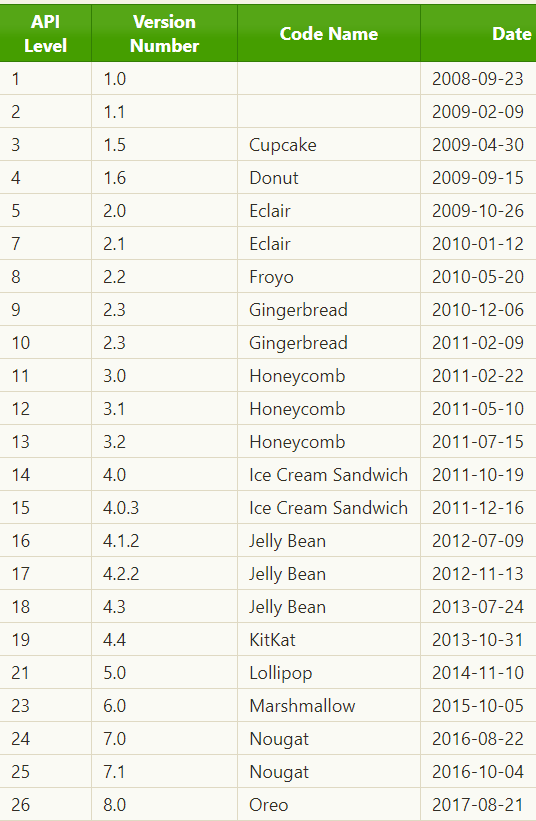 API Level Version Number Code Name Date
1 1.0 2008-09-23
2 1.1 2009-02-09
3 1.5 Cupcake 2009-04-30
4 1.6 Donut 2009-09-15
5 2.0 Eclair 2009-10-26
7 2.1 Eclair 2010-01-12
8 2.2 Froyo 2010-05-20
9 2.3 Gingerbread 2010-12-06
10 2.3 Gingerbread 2011-02-09
11 3.0 Honeycomb 2011-02-22
12 3.1 Honeycomb 2011-05-10
13 3.2 Honeycomb 2011-07-15
14 4.0 Ice Cream Sandwich 2011-10-19
15 4.0.3 Ice Cream Sandwich 2011-12-16
16 4.1.2 Jelly Bean 2012-07-09
17 4.2.2 Jelly Bean 2012-11-13
18 4.3 Jelly Bean 2013-07-24
19 4.4 KitKat 2013-10-31
21 5.0 Lollipop 2014-11-10
23 6.0 Marshmallow 2015-10-05
24 7.0 Nougat 2016-08-22
25 7.1 Nougat 2016-10-04
26 8.0 Oreo 2017-08-21